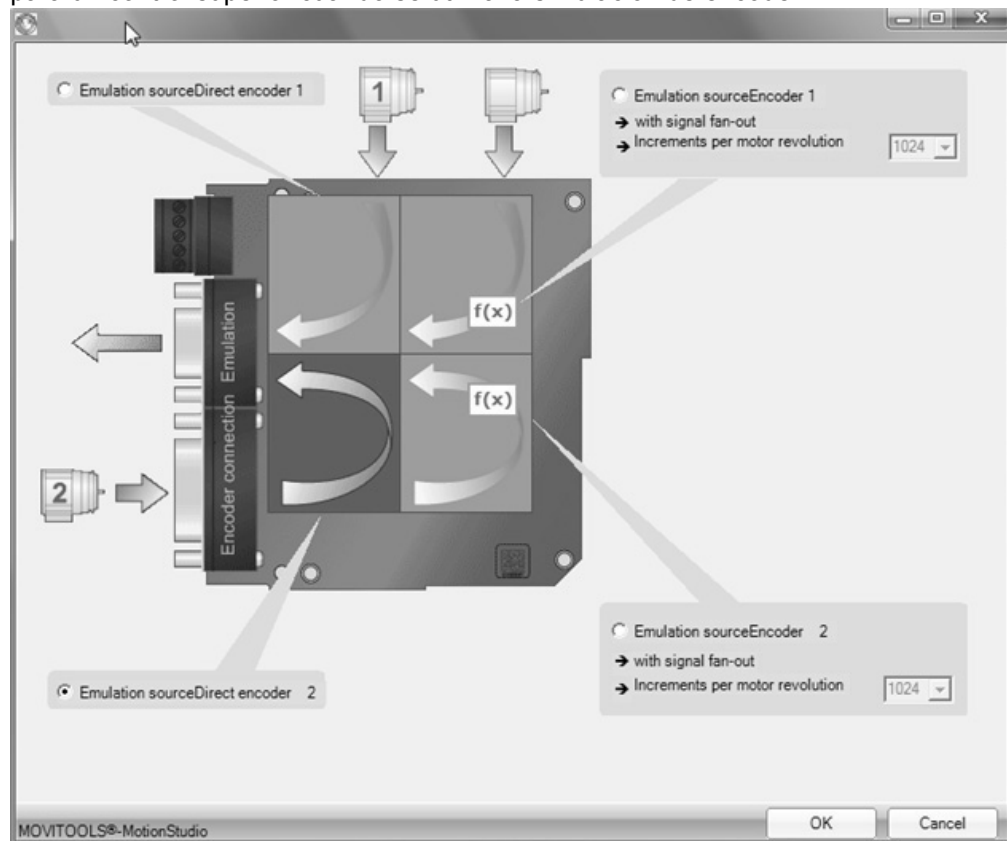 Emulation sourceDirect encoder 1
1
Emulation sourceEncoder 1
➔ with signal fan-out
➔ Increments per motor revolution 1024
f(x)
Emulation
f(x)
Encoder connection
2
Emulation sourceEncoder 2
➔ with signal fan-out
➔ Increments per motor revolution 1024
Emulation sourceDirect encoder 2
OK Cancel
MOVITOOLS®-MotionStudio